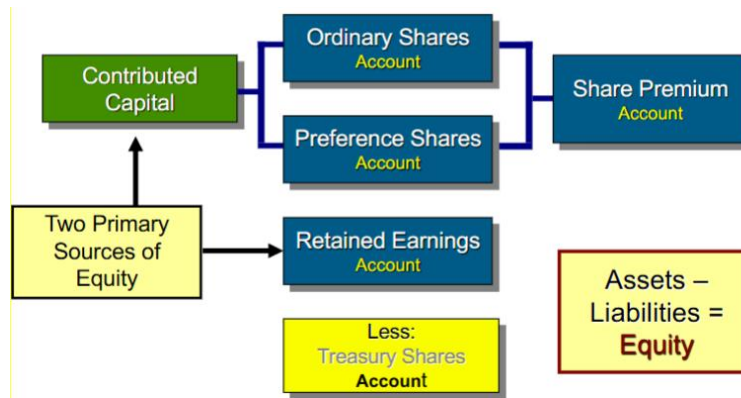 Ordinary Shares
Account
Contributed
Capital
Share Premium
Account
Preference Shares
Account
Two Primary
Sources of
Equity
Retained Earnings
Account
Assets –
Liabilities =
Equity
Less:
Treasury Shares
Account